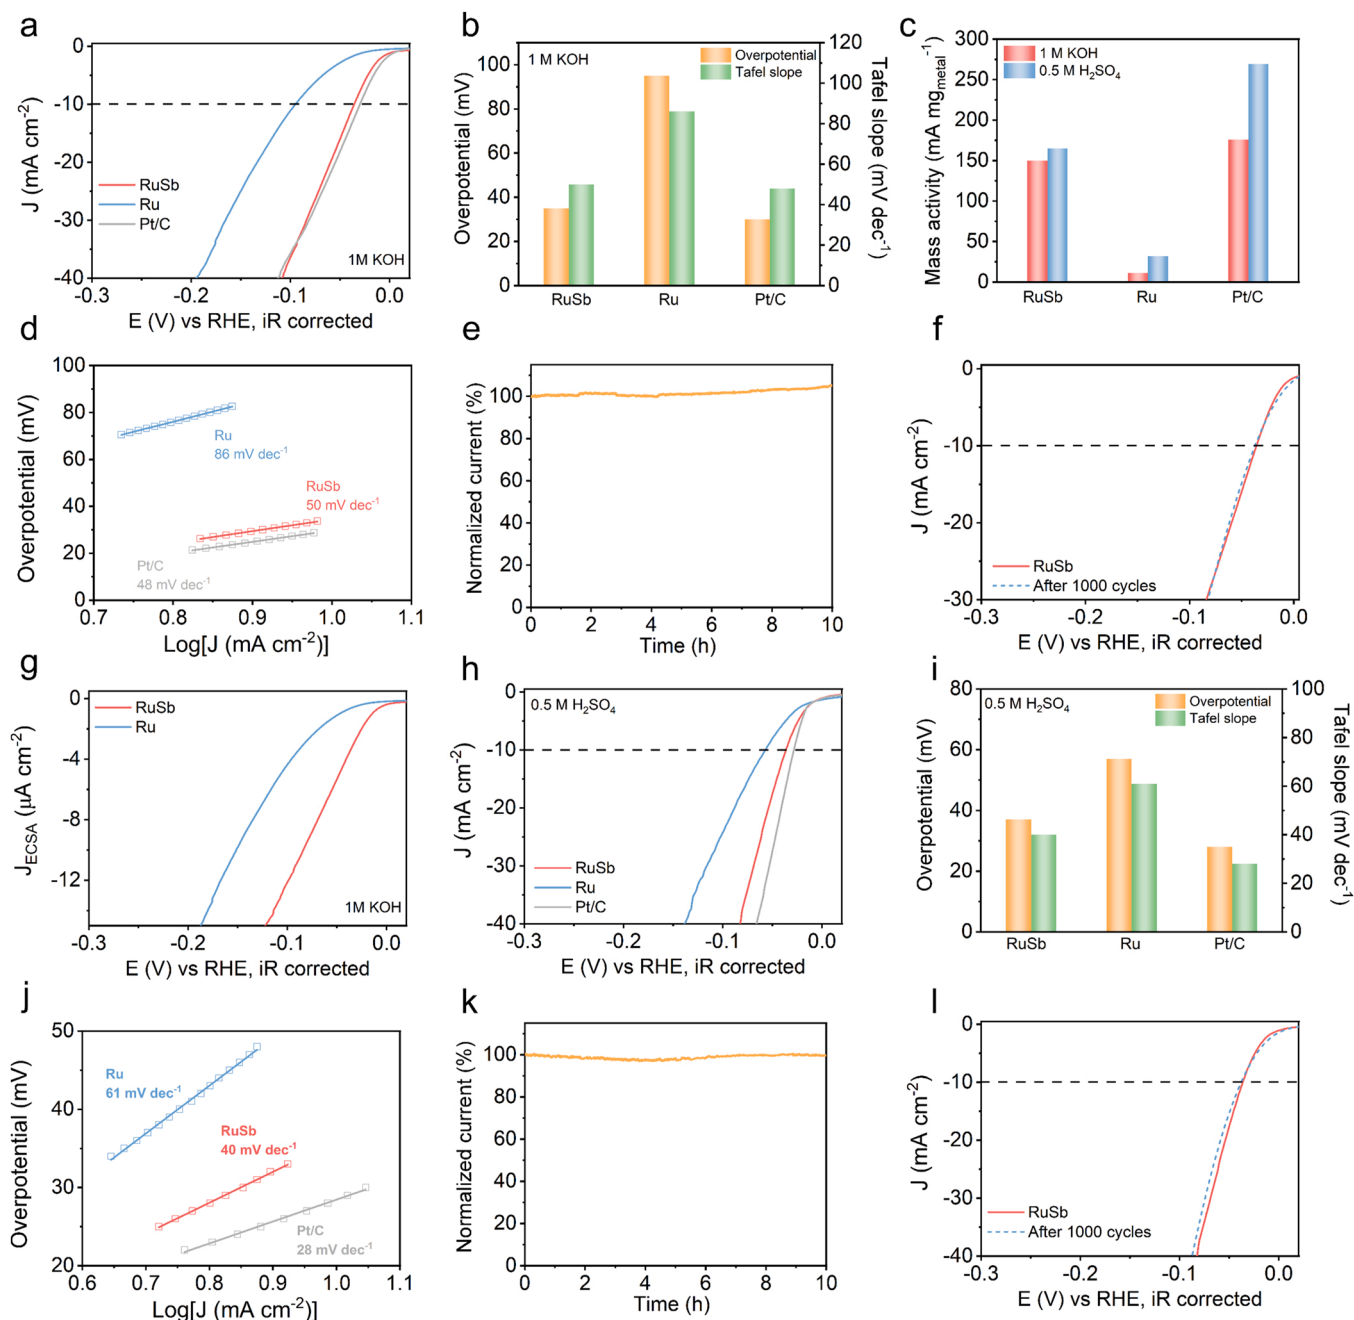 a
0
-10
-20
-30
-40
J (mA cm-2)
RuSb
Ru
Pt/C
1M KOH
-0.3
-0.2
-0.1
0.0
E (V) vs RHE, iR corrected
b
1 M KOH
Overpotential
Tafel slope
100
80
60
40
20
0
Overpotential (mV)
120
100
80
60
40
20
0
Tafel slope (mV dec-1)
RuSb
Ru
Pt/C
c
300
250
225
150
75
50
25
0
Mass activity (mA mgmetal-1)
1 M KOH
0.5 M H2SO4
RuSb
Ru
Pt/C
d
100
80
60
40
20
0
Overpotential (mV)
Ru
86 mV dec-1
RuSb
50 mV dec-1
Pt/C
48 mV dec-1
0.7
0.8
0.9
1.0
1.1
Log[J (mA cm-2)]
e
100
80
60
40
20
0
Normalized current (%)
0
2
4
6
8
10
Time (h)
f
0
-10
-20
-30
J (mA cm-2)
RuSb
After 1000 cycles
-0.3
-0.2
-0.1
0.0
E (V) vs RHE, iR corrected
g
0
-4
-8
-12
JECSA (μA cm-2)
RuSb
Ru
1M KOH
-0.3
-0.2
-0.1
0.0
E (V) vs RHE, iR corrected
h
0.5 M H2SO4
0
-10
-20
-30
-40
J (mA cm-2)
RuSb
Ru
Pt/C
-0.3
-0.2
-0.1
0.0
E (V) vs RHE, iR corrected
i
0.5 M H2SO4
Overpotential
Tafel slope
80
60
40
20
0
Overpotential (mV)
100
80
60
40
20
0
Tafel slope (mV dec-1)
RuSb
Ru
Pt/C
j
50
40
30
20
Overpotential (mV)
Ru
61 mV dec-1
RuSb
40 mV dec-1
Pt/C
28 mV dec-1
0.6
0.7
0.8
0.9
1.0
1.1
Log[J (mA cm-2)]
k
100
80
60
40
20
0
Normalized current (%)
0
2
4
6
8
10
Time (h)
l
0
-10
-20
-30
-40
J (mA cm-2)
RuSb
After 1000 cycles
-0.3
-0.2
-0.1
0.0
E (V) vs RHE, iR corrected